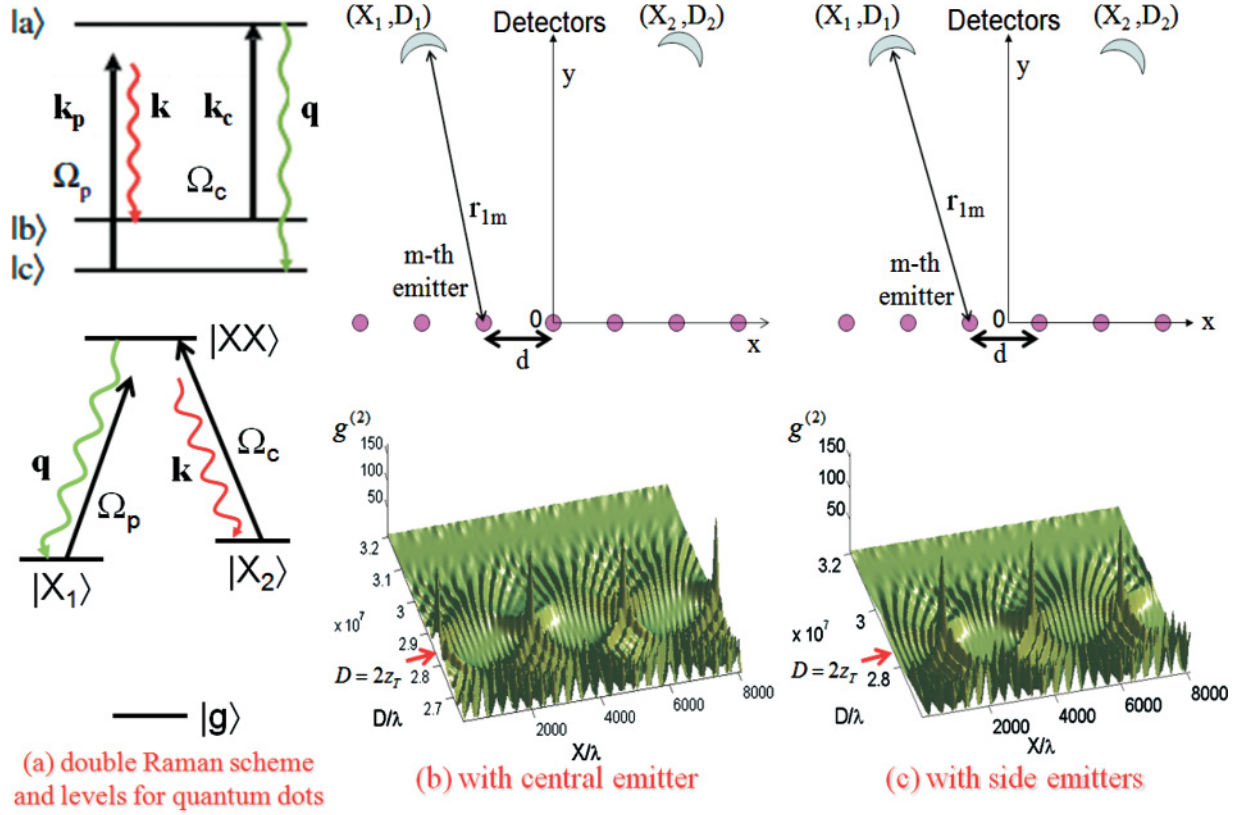 |a⟩
k_p
k
k_c
q
Ω_p
Ω_c
|b⟩
|c⟩
|XX⟩
q
Ω_p
k
Ω_c
|X_1⟩
|X_2⟩
|g⟩
(a) double Raman scheme
and levels for quantum dots
(X_1,D_1)
Detectors
(X_2,D_2)
y
r_{1m}
m-th
emitter
0
x
d
g^{(2)}
150
100
50
3.2
3.1
3
x 10^7
2.9
D = 2z_T
2.8
2.7
D/λ
2000
4000
6000
8000
X/λ
(b) with central emitter
(X_1,D_1)
Detectors
(X_2,D_2)
y
r_{1m}
m-th
emitter
0
x
d
g^{(2)}
150
100
50
3.2
3
x 10^7
D = 2z_T
2.8
D/λ
2000
4000
6000
8000
X/λ
(c) with side emitters